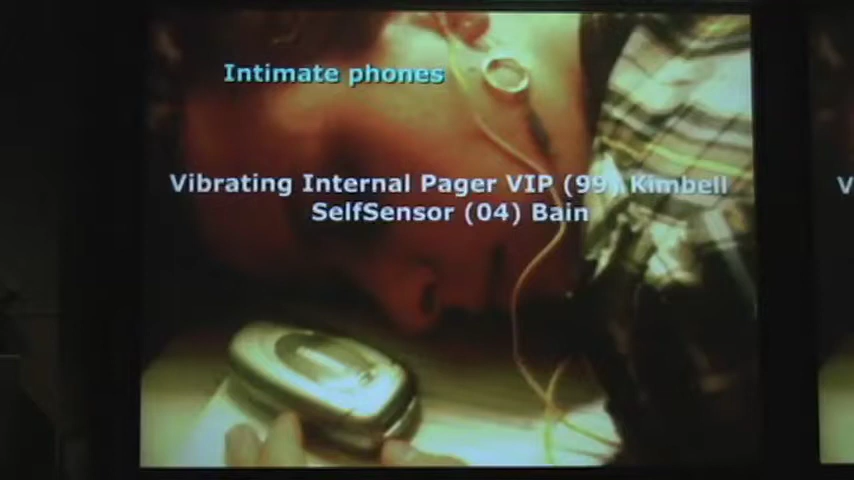 Intimate phones
Vibrating Internal Pager VIP (99) Kimbell
SelfSensor (04) Bain
V